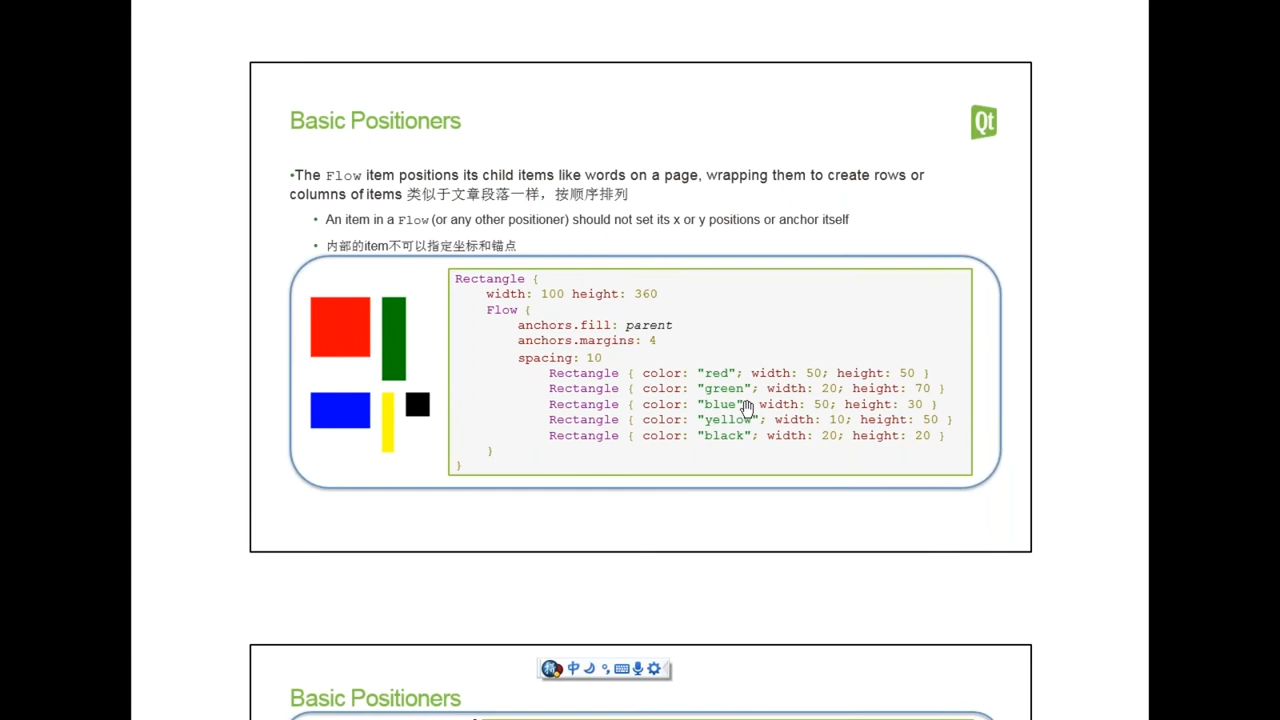 Basic Positioners
Qt
•The Flow item positions its child items like words on a page, wrapping them to create rows or
columns of items 类似于文章段落一样，按顺序排列
• An item in a Flow (or any other positioner) should not set its x or y positions or anchor itself
• 内部的item不可以指定坐标和锚点
Rectangle {
width: 100 height: 360
Flow {
anchors.fill: parent
anchors.margins: 4
spacing: 10
Rectangle { color: "red"; width: 50; height: 50 }
Rectangle { color: "green"; width: 20; height: 70 }
Rectangle { color: "blue" width: 50; height: 30 }
Rectangle { color: "yellow"; width: 10; height: 50 }
Rectangle { color: "black"; width: 20; height: 20 }
}
}
中
Basic Positioners